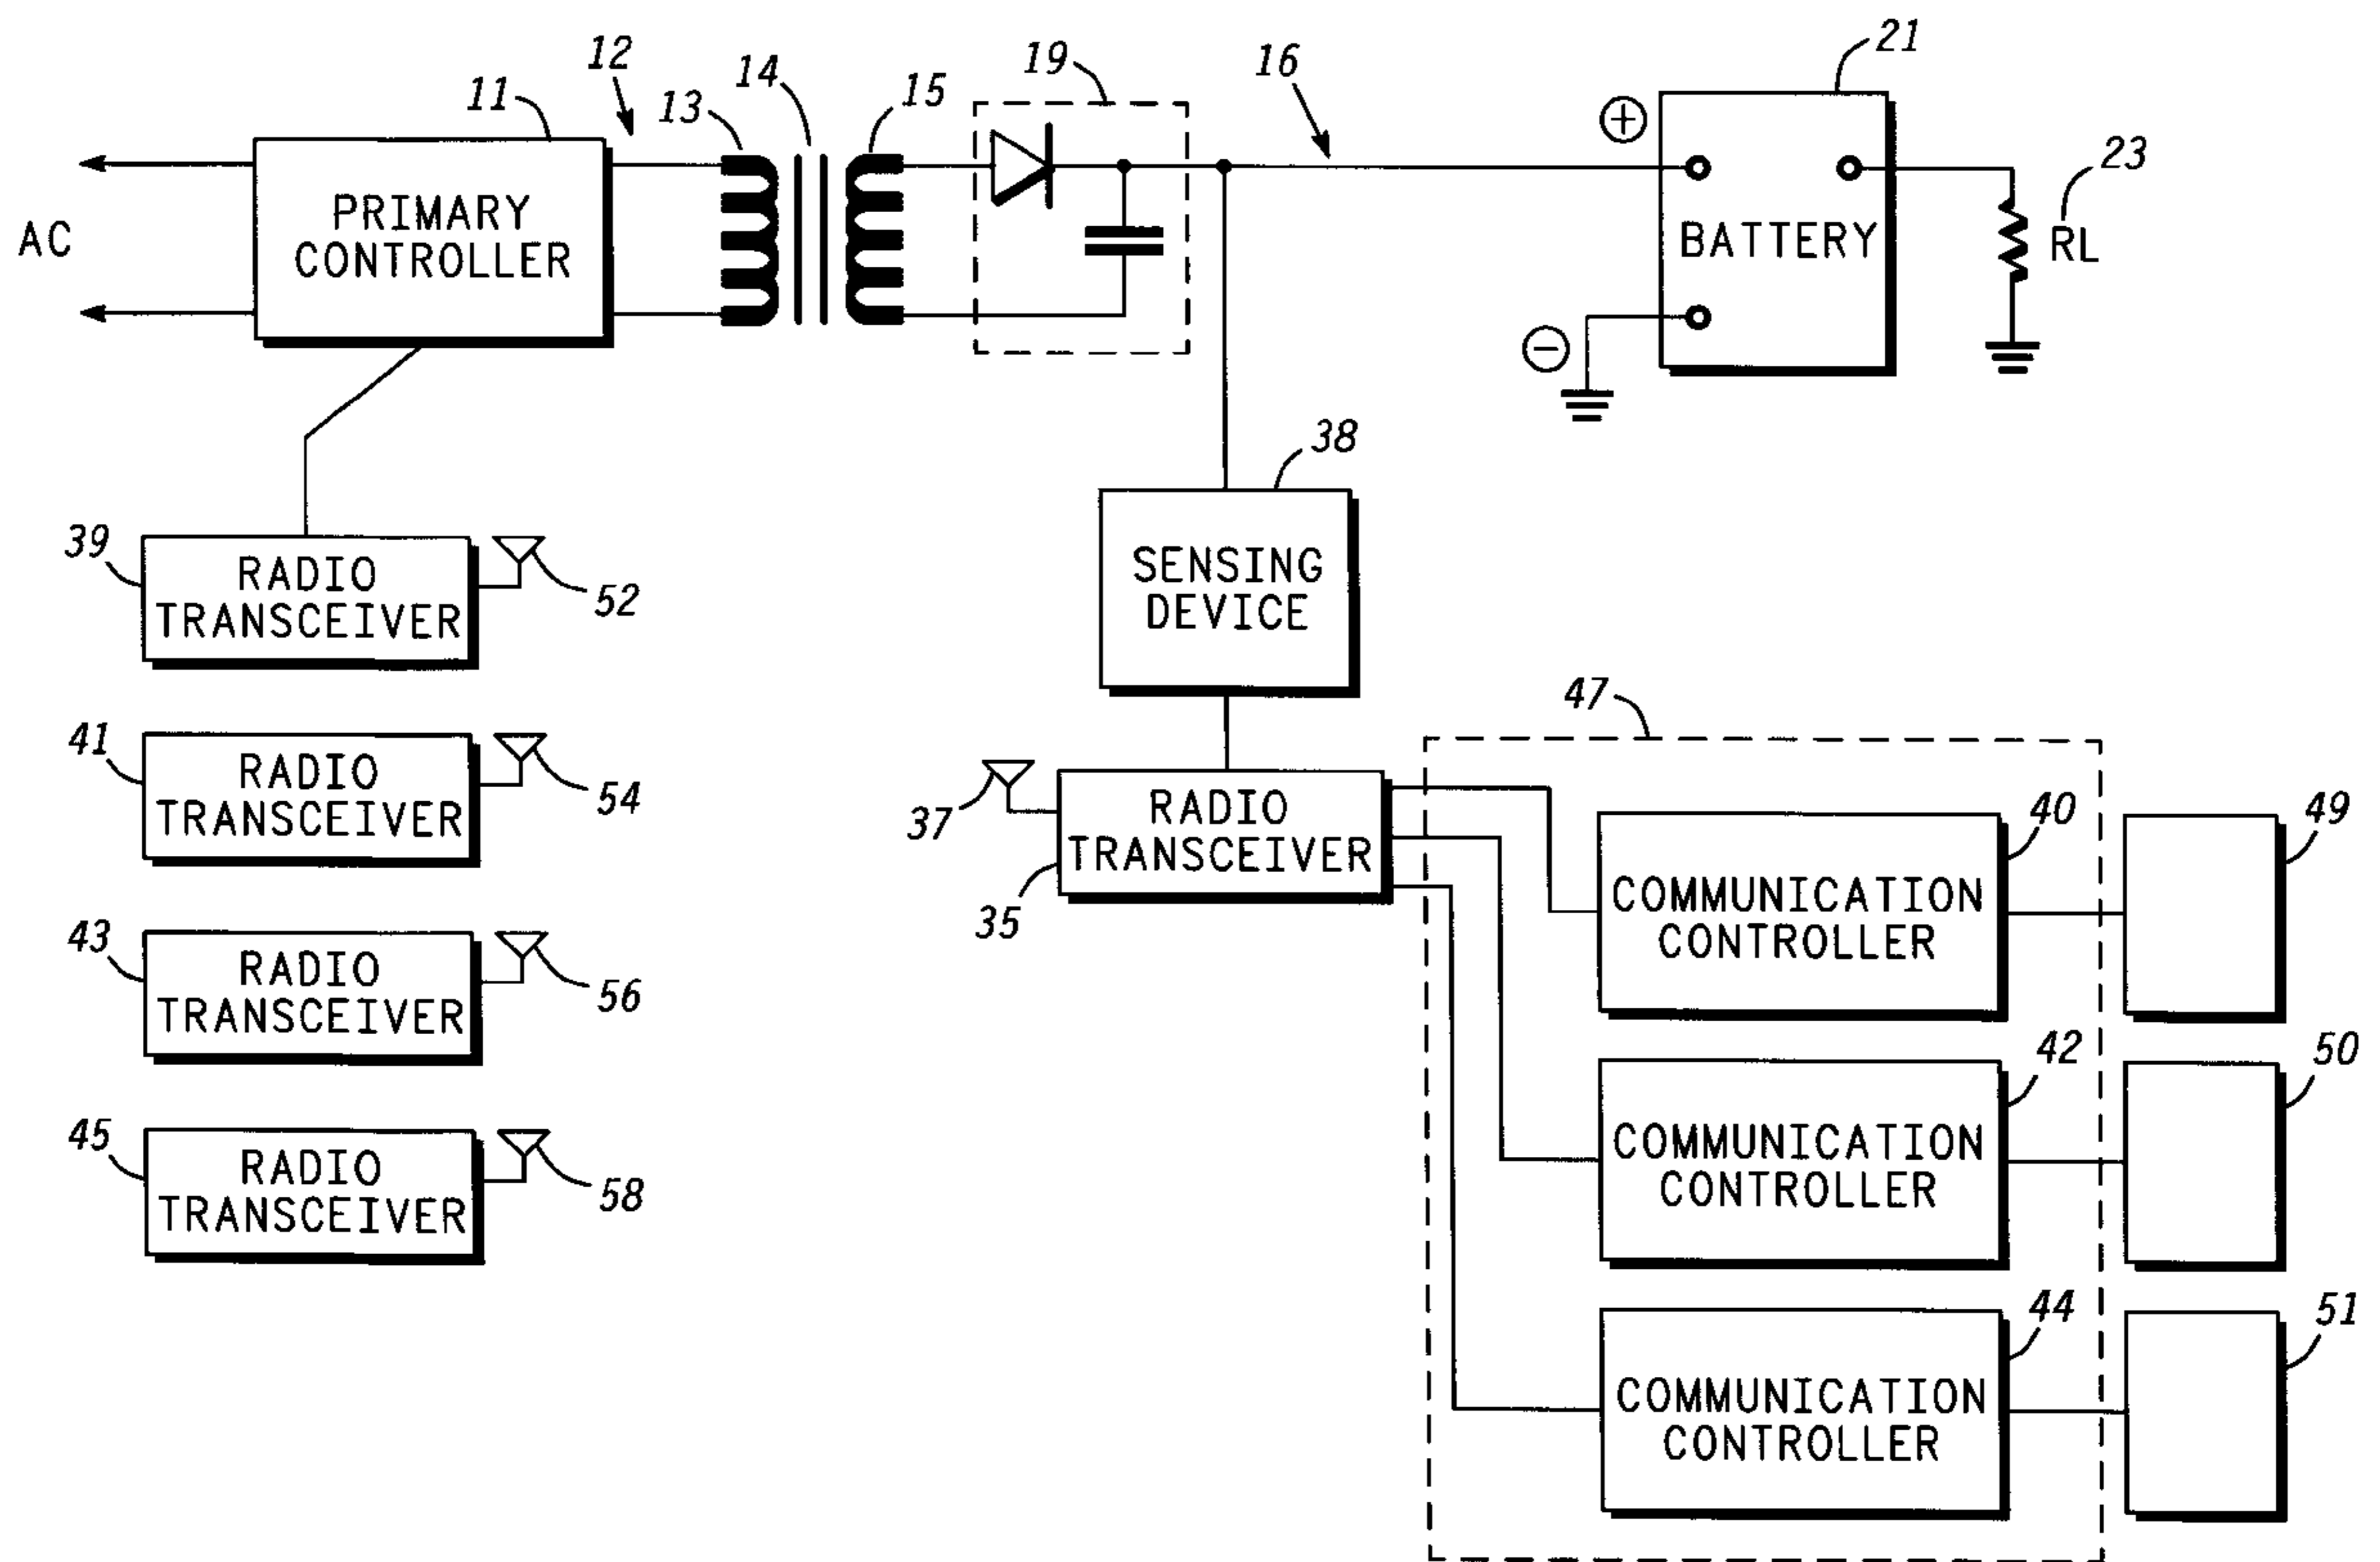 12
14
19
16
21
11
13
15
+
23
AC
PRIMARY
CONTROLLER
BATTERY
RL
−
38
39
RADIO
TRANSCEIVER
52
SENSING
DEVICE
47
41
RADIO
TRANSCEIVER
54
37
RADIO
TRANSCEIVER
35
40
49
COMMUNICATION
CONTROLLER
43
RADIO
TRANSCEIVER
56
42
50
COMMUNICATION
CONTROLLER
45
RADIO
TRANSCEIVER
58
44
51
COMMUNICATION
CONTROLLER